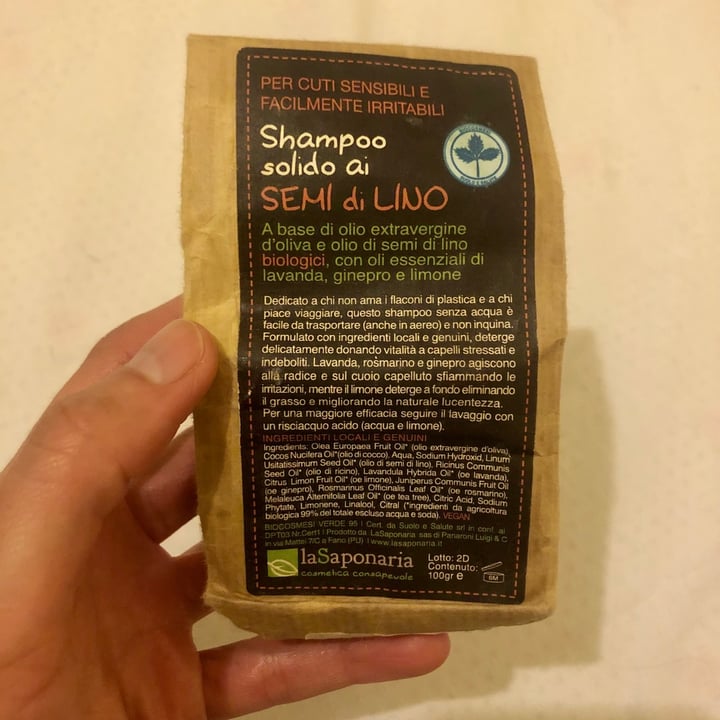 PER CUTI SENSIBILI E
FACILMENTE IRRITABILI
Shampoo
solido ai
SEMI di LINO
A base di olio extravergine
d'oliva e olio di semi di lino
biologici, con oli essenziali di
lavanda, ginepro e limone
Dedicato a chi non ama i flaconi di plastica e a chi
piace viaggiare, questo shampoo senza acqua è
facile da trasportare (anche in aereo) e non inquina.
Formulato con ingredienti locali e genuini, deterge
delicatamente donando vitalità a capelli stressati e
indeboliti. Lavanda, rosmarino e ginepro agiscono
alla radice e sul cuoio capelluto sfiammando le
irritazioni, mentre il limone deterge a fondo eliminando
il grasso e migliorando la naturale lucentezza.
Per una maggiore efficacia seguire il lavaggio con
un risciacquo acido (acqua e limone).
INGREDIENTI LOCALI E GENUINI
Ingredients: Olea Europaea Fruit Oil* (olio extravergine d'oliva),
Cocos Nucifera Oil*(olio di cocco), Aqua, Sodium Hydroxid, Linum
Usitatissimum Seed Oil* (olio di semi di lino), Ricinus Communis
Seed Oil* (olio di ricino), Lavandula Hybrida Oil* (oe lavanda),
Citrus Limon Fruit Oil* (oe limone), Juniperus Communis Fruit Oil
(oe ginepro), Rosmarinus Officinalis Leaf Oil* (oe rosmarino),
Melaleuca Alternifolia Leaf Oil* (oe tea tree), Citric Acid, Sodium
Phytate, Limonene, Linalool, Citral (*ingredienti da agricoltura
biologica 99% del totale escluso acqua e soda). VEGAN
BIOCOSMESI VERDE 95 | Cert. da Suolo e Salute srl in conf. al
DPT03 Nr.Cert1 | Prodotto da LaSaponaria sas di Panaroni Luigi & C
in via Mattei 7/C a Fano (PU) | www.lasaponaria.it
laSaponaria
cosmetica consapevole
Lotto: 2D
Contenuto:
100gr e
6M